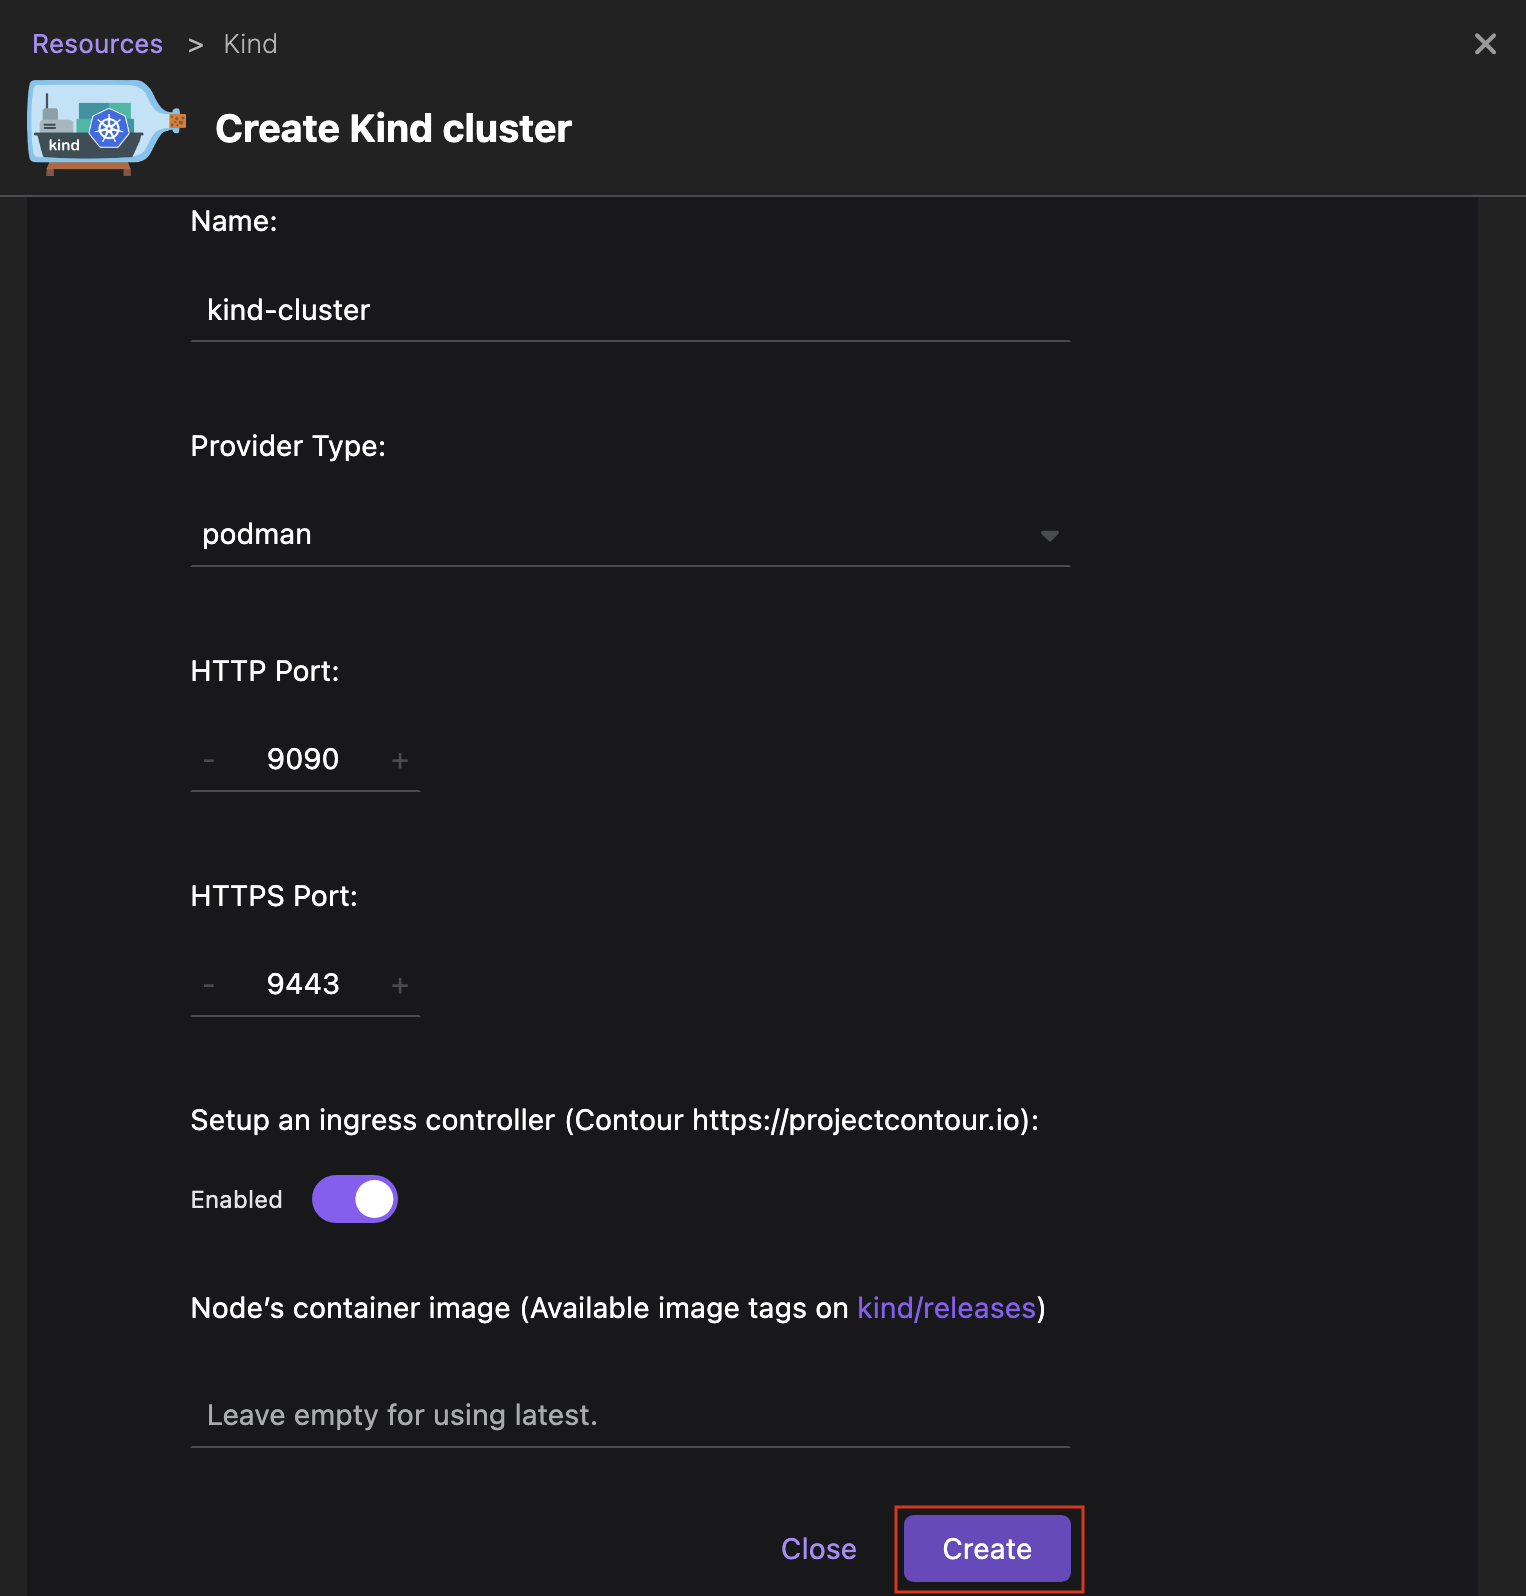 Resources > Kind
kind
Create Kind cluster
Name:
kind-cluster
Provider Type:
podman
HTTP Port:
- 9090 +
HTTPS Port:
- 9443 +
Setup an ingress controller (Contour https://projectcontour.io):
Enabled
Node’s container image (Available image tags on kind/releases)
Leave empty for using latest.
Close Create